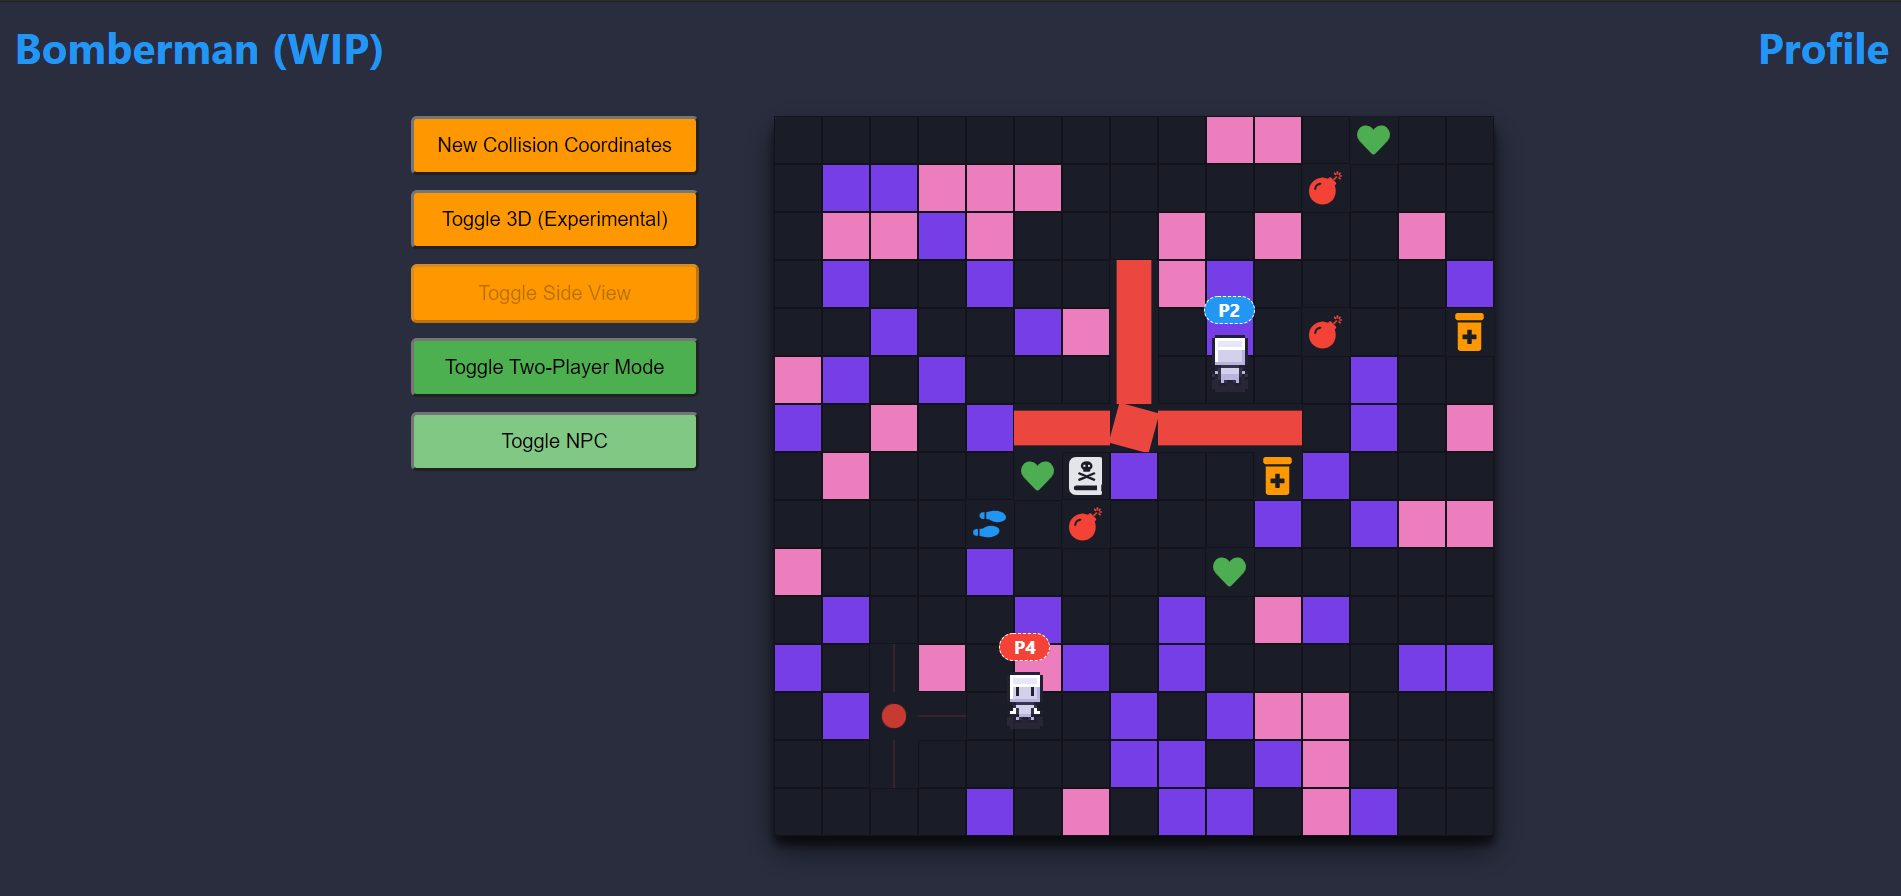 Bomberman (WIP)
Profile
New Collision Coordinates
Toggle 3D (Experimental)
Toggle Side View
Toggle Two-Player Mode
Toggle NPC
P2
P4